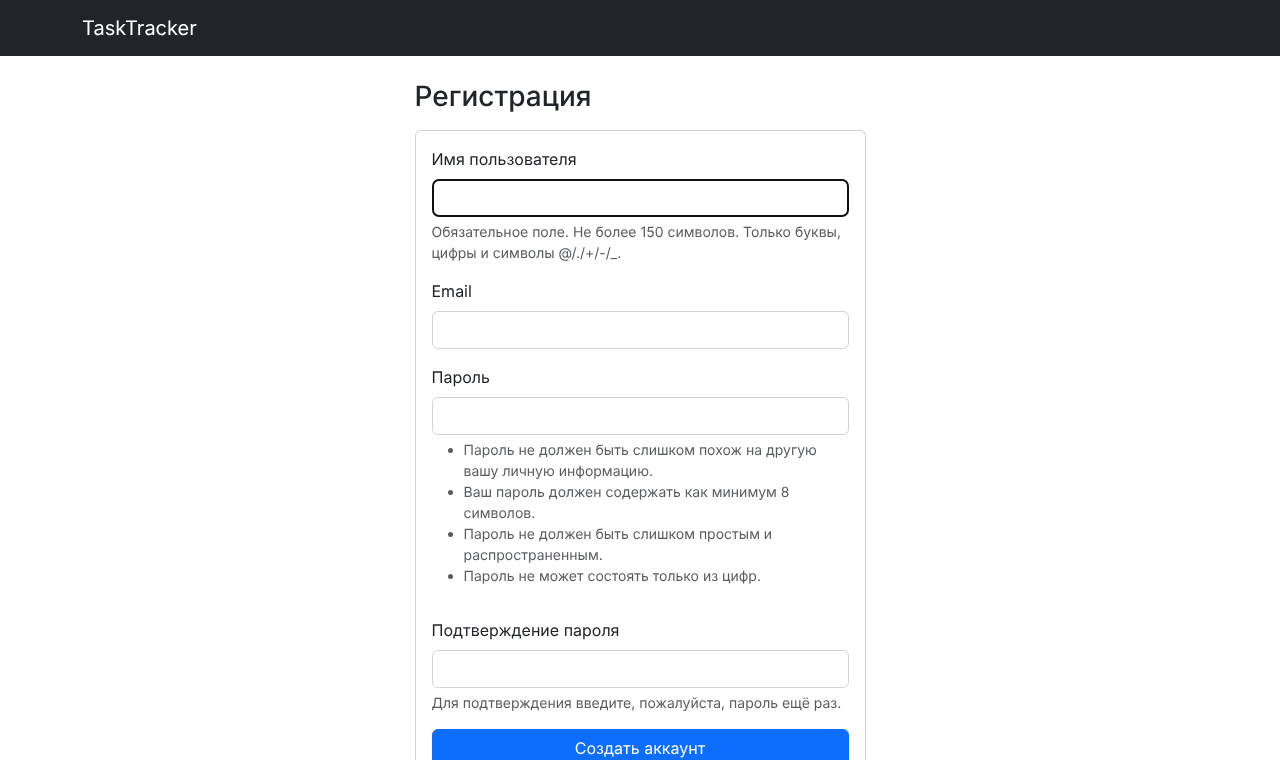 TaskTracker
Регистрация
Имя пользователя
Обязательное поле. Не более 150 символов. Только буквы,
цифры и символы @/./+/-/_.
Email
Пароль
Пароль не должен быть слишком похож на другую
вашу личную информацию.
Ваш пароль должен содержать как минимум 8
символов.
Пароль не должен быть слишком простым и
распространенным.
Пароль не может состоять только из цифр.
Подтверждение пароля
Для подтверждения введите, пожалуйста, пароль ещё раз.
Создать аккаунт